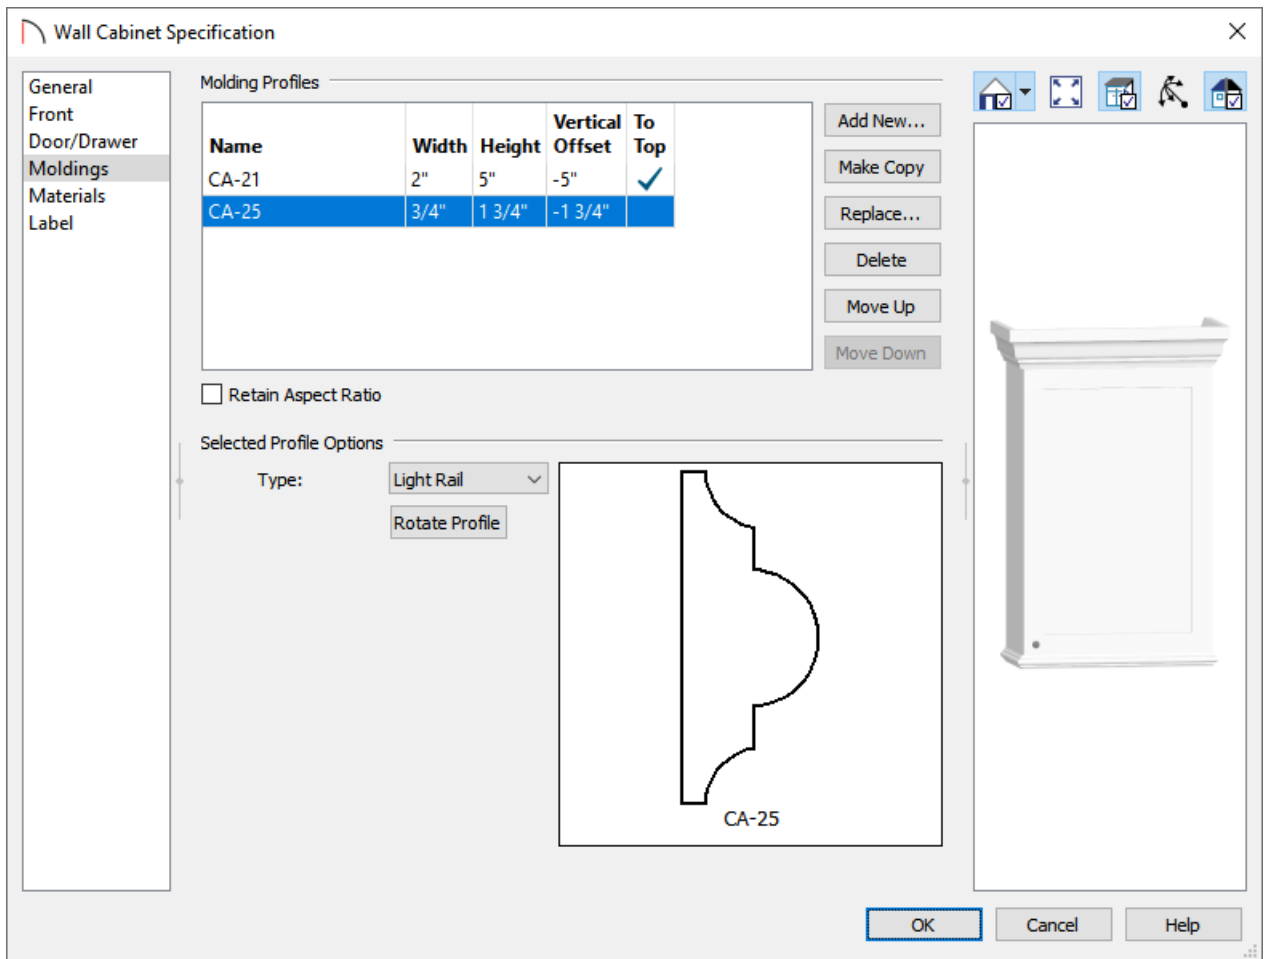 Wall Cabinet Specification
General
Front
Door/Drawer
Moldings
Materials
Label
Molding Profiles
Name Width Height Vertical Offset To Top
CA-21 2" 5" -5"
CA-25 3/4" 1 3/4" -1 3/4"
Add New...
Make Copy
Replace...
Delete
Move Up
Move Down
Retain Aspect Ratio
Selected Profile Options
Type: Light Rail
Rotate Profile
CA-25
OK Cancel Help